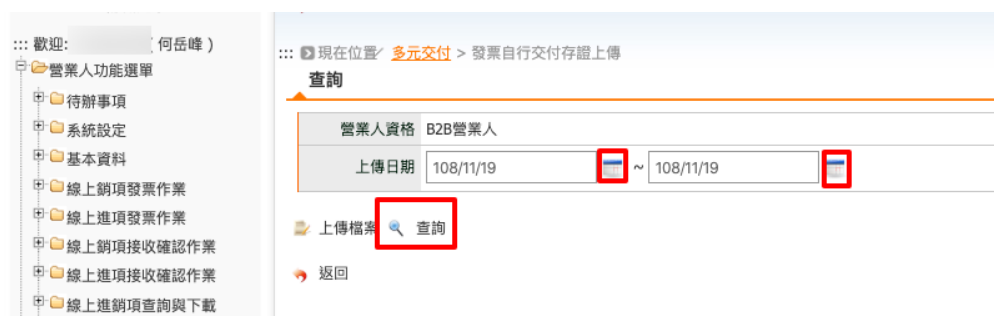 ::: 歡迎: ( 何岳峰 )
營業人功能選單
待辦事項
系統設定
基本資料
線上銷項發票作業
線上進項發票作業
線上銷項接收確認作業
線上進項接收確認作業
線上進銷項查詢與下載
::: 現在位置/ 多元交付 > 發票自行交付存證上傳
查詢
營業人資格 B2B營業人
上傳日期 108/11/19 ~ 108/11/19
上傳檔案 查詢
返回